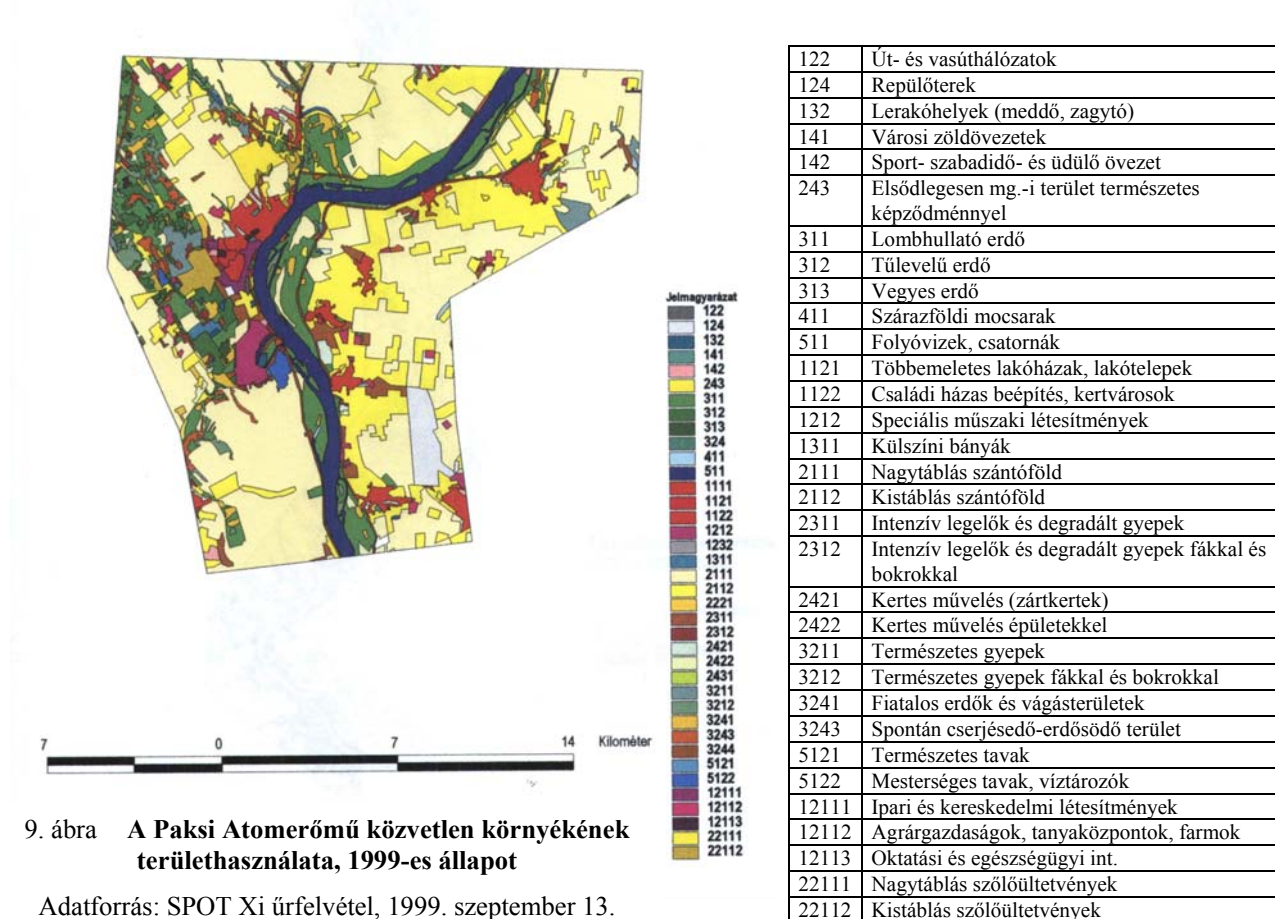 Jelmagyarázat
122
124
132
141
142
243
311
312
313
324
411
511
1111
1121
1122
1212
1232
1311
2111
2112
2221
2311
2312
2421
2422
2431
3211
3212
3241
3243
3244
5121
5122
12111
12112
12113
22111
22112
7 0 7 14 Kilométer
9. ábra A Paksi Atomerőmű közvetlen környékének
területhasználata, 1999-es állapot
Adatforrás: SPOT Xi űrfelvétel, 1999. szeptember 13.
122 Út- és vasúthálózatok
124 Repülőterek
132 Lerakóhelyek (meddő, zagytó)
141 Városi zöldövezetek
142 Sport- szabadidő- és üdülő övezet
243 Elsődlegesen mg.-i terület természetes
képződménnyel
311 Lombhullató erdő
312 Tűlevelű erdő
313 Vegyes erdő
411 Szárazföldi mocsarak
511 Folyóvizek, csatornák
1121 Többemeletes lakóházak, lakótelepek
1122 Családi házas beépítés, kertvárosok
1212 Speciális műszaki létesítmények
1311 Külszíni bányák
2111 Nagytáblás szántóföld
2112 Kistáblás szántóföld
2311 Intenzív legelők és degradált gyepek
2312 Intenzív legelők és degradált gyepek fákkal és
bokrokkal
2421 Kertes művelés (zártkertek)
2422 Kertes művelés épületekkel
3211 Természetes gyepek
3212 Természetes gyepek fákkal és bokrokkal
3241 Fiatalos erdők és vágásterületek
3243 Spontán cserjésedő-erdősödő terület
5121 Természetes tavak
5122 Mesterséges tavak, víztározók
12111 Ipari és kereskedelmi létesítmények
12112 Agrárgazdaságok, tanyaközpontok, farmok
12113 Oktatási és egészségügyi int.
22111 Nagytáblás szőlőültetvények
22112 Kistáblás szőlőültetvények